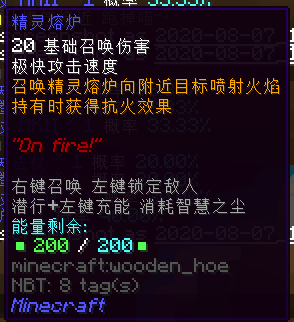 精灵熔炉
20 基础召唤伤害
极快攻击速度
召唤精灵熔炉向附近目标喷射火焰
持有时获得抗火效果
"On fire!"
右键召唤 左键锁定敌人
潜行+左键充能 消耗智慧之尘
能量剩余:
200 / 200
minecraft:wooden_hoe
NBT: 8 tag(s)
Minecraft